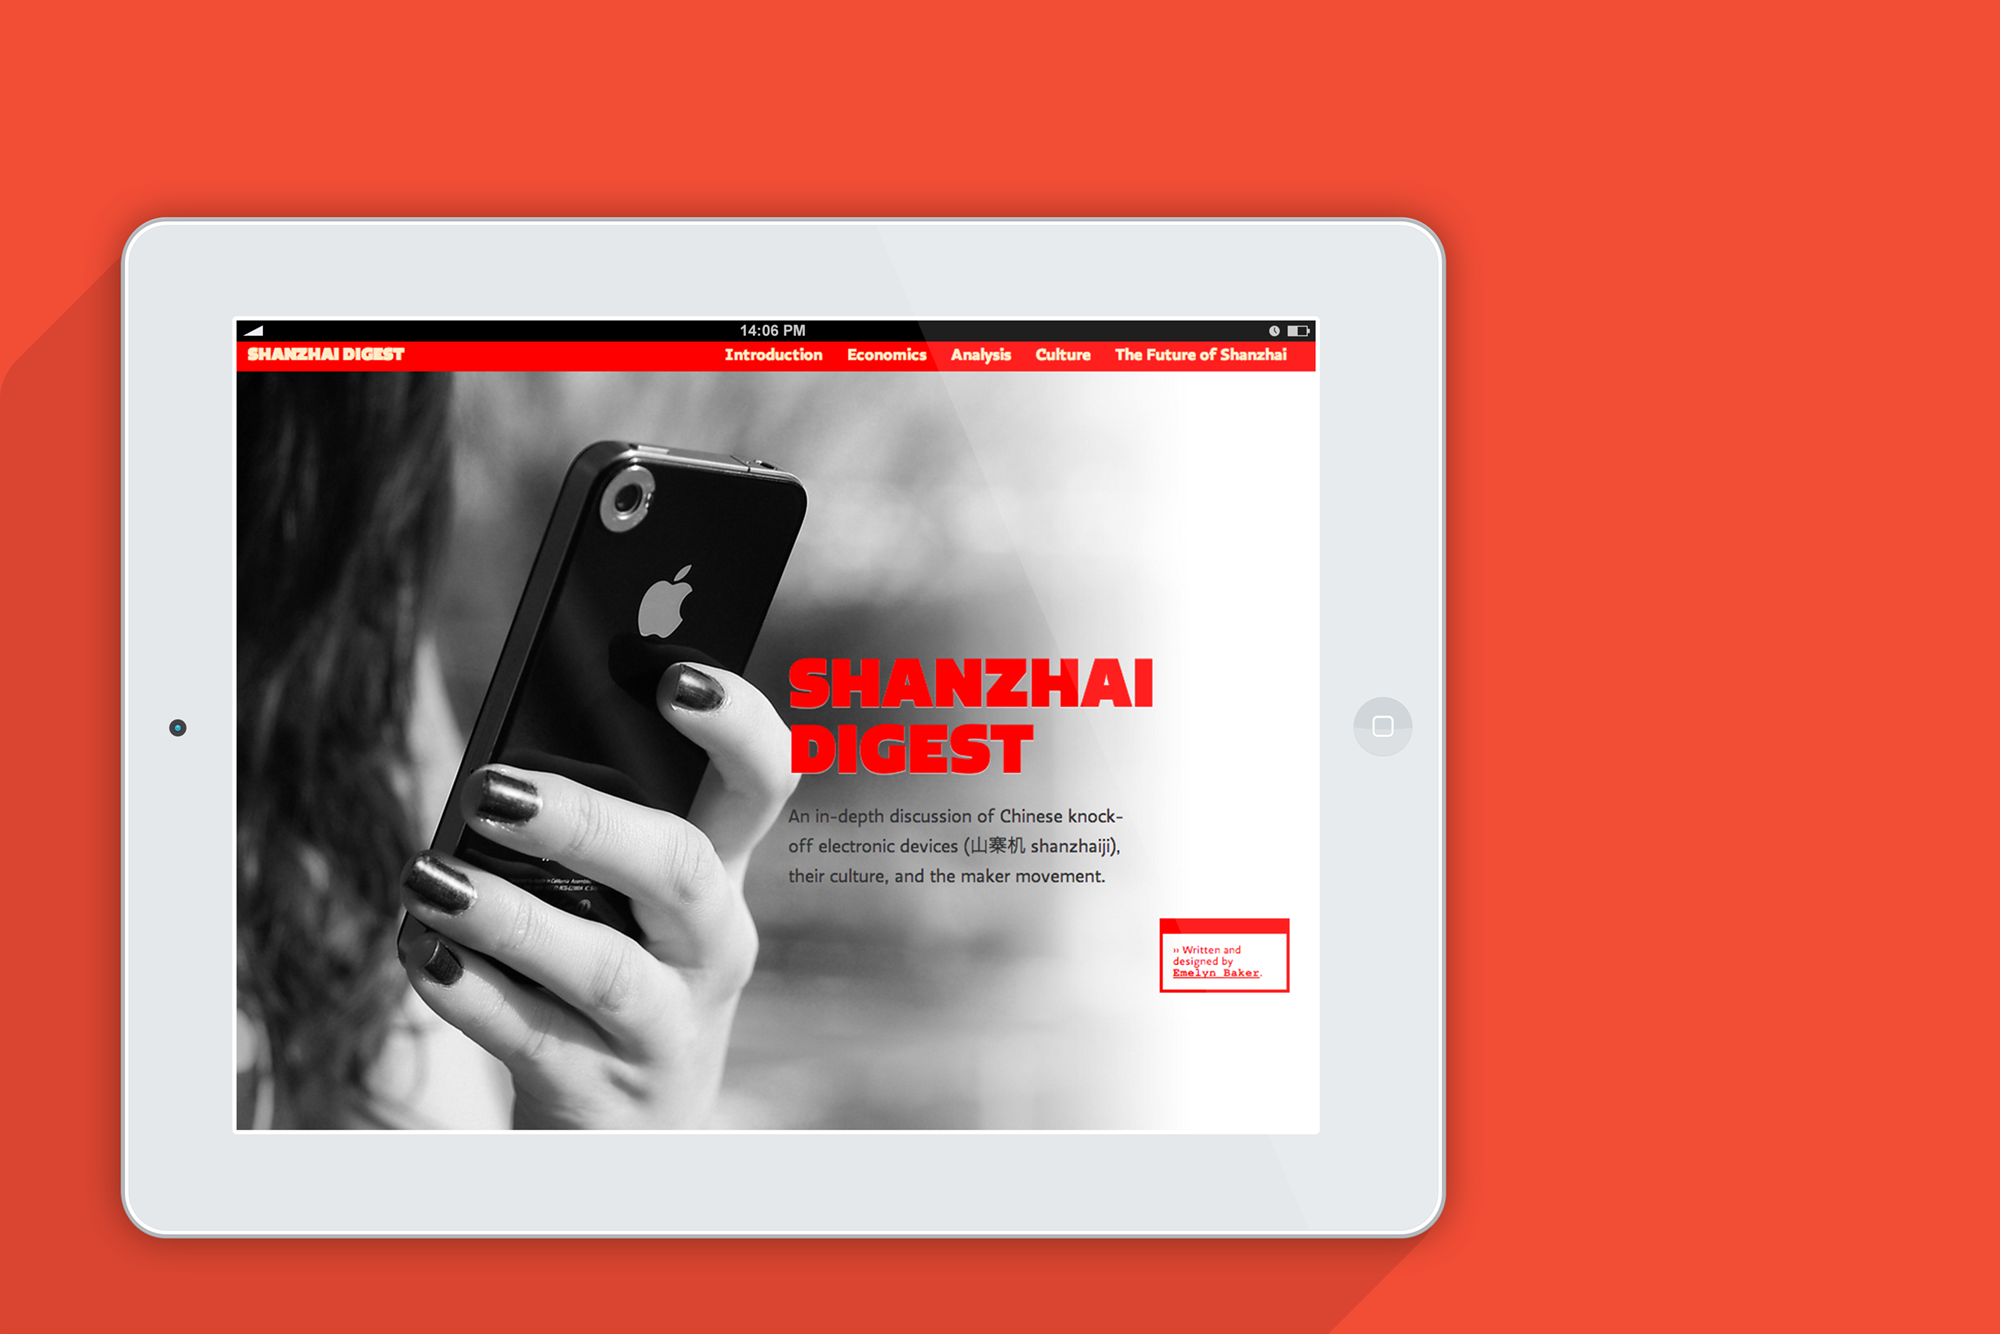 14:06 PM
SHANZHAI DIGEST
Introduction Economics Analysis Culture The Future of Shanzhai
SHANZHAI
DIGEST
An in-depth discussion of Chinese knock-
off electronic devices (山寨机 shanzhaiji),
their culture, and the maker movement.
›› Written and
designed by
Emelyn Baker.